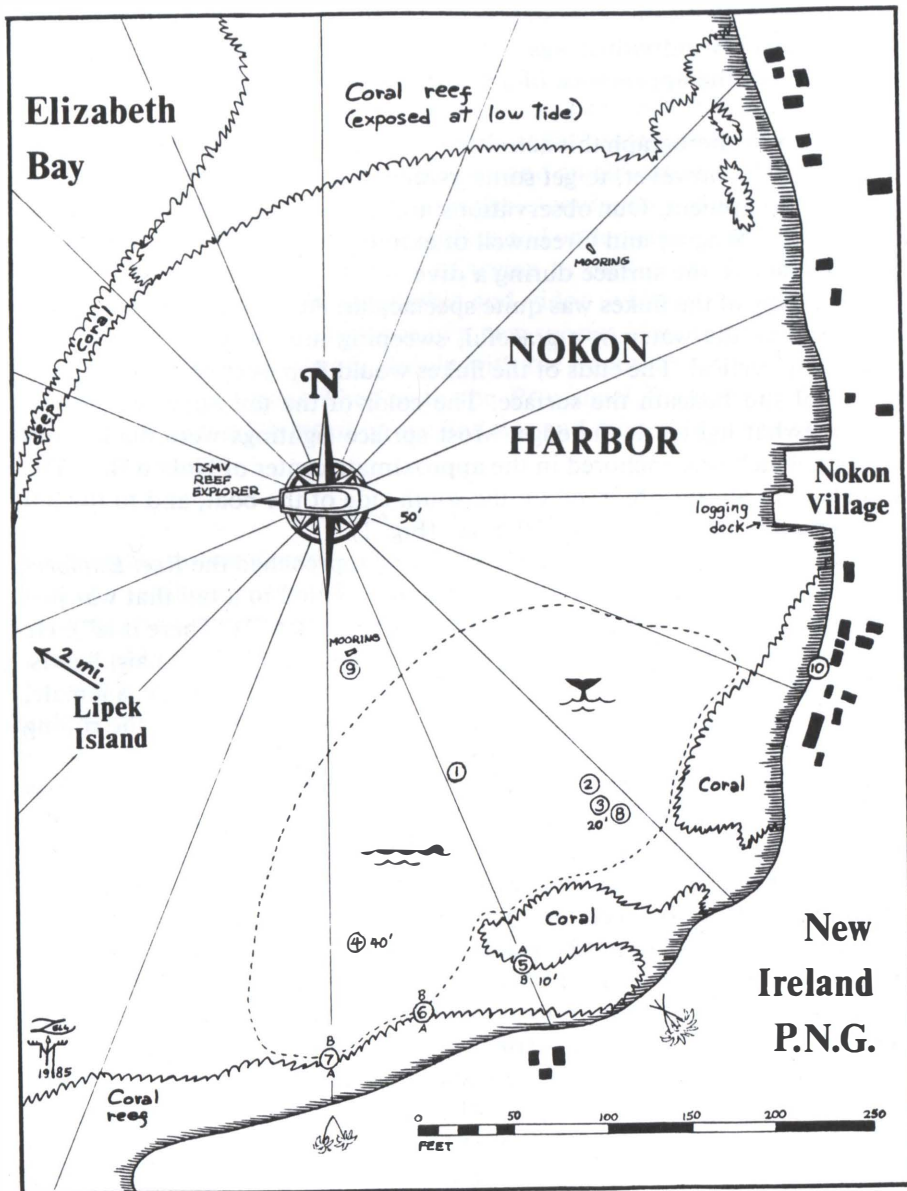 Elizabeth
Bay
Coral reef
(exposed at low Tide)
MOORING
deep Coral
N
NOKON
HARBOR
TSMV
REEF
EXPLORER
50'
logging
dock
Nokon
Village
2 mi.
Lipek
Island
MOORING
9
10
1
2
3
8
20'
Coral
4 40'
Coral
A
5
B 10'
B
6
A
B
7
A
New
Ireland
P.N.G.
1985
Coral
reef
0 50 100 150 200 250
FEET